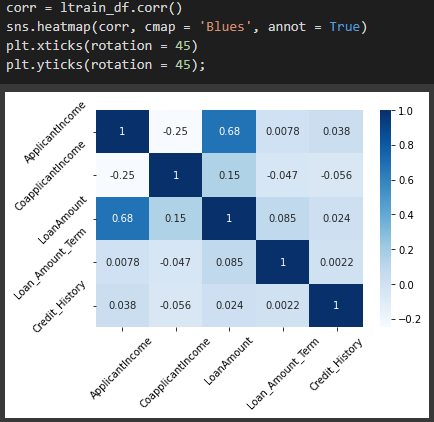 corr = ltrain_df.corr()
sns.heatmap(corr, cmap = 'Blues', annot = True)
plt.xticks(rotation = 45)
plt.yticks(rotation = 45);
ApplicantIncome 1 -0.25 0.68 0.0078 0.038
CoapplicantIncome -0.25 1 0.15 -0.047 -0.056
LoanAmount 0.68 0.15 1 0.085 0.024
Loan_Amount_Term 0.0078 -0.047 0.085 1 0.0022
Credit_History 0.038 -0.056 0.024 0.0022 1
ApplicantIncome CoapplicantIncome LoanAmount Loan_Amount_Term Credit_History
1.0
0.8
0.6
0.4
0.2
0.0
-0.2